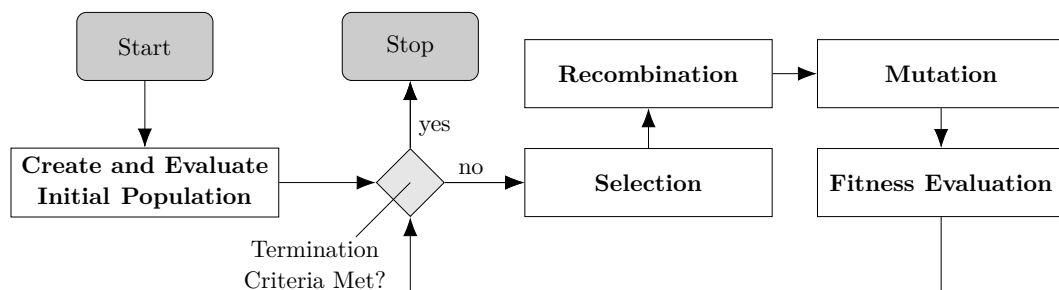 Start
Stop
Recombination
Mutation
yes
Create and Evaluate
Initial Population
no
Selection
Fitness Evaluation
Termination
Criteria Met?